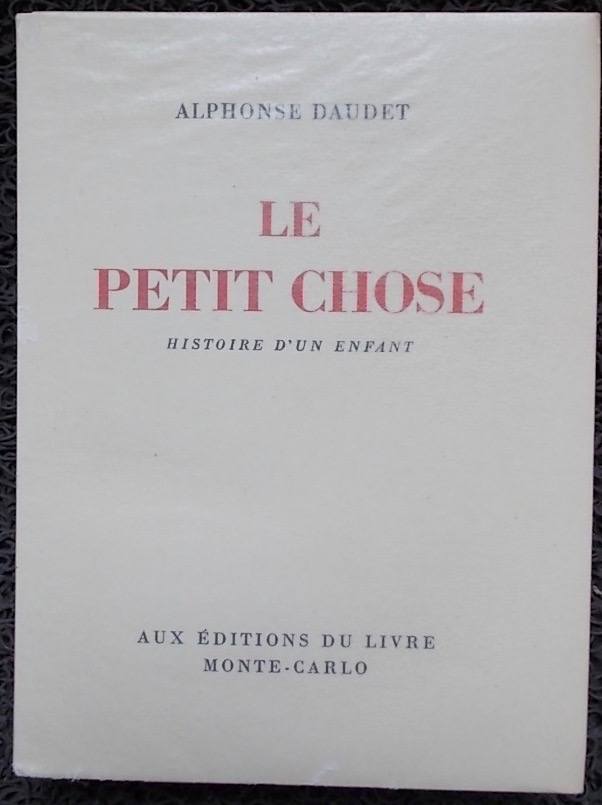 ALPHONSE DAUDET
LE
PETIT CHOSE
HISTOIRE D'UN ENFANT
AUX ÉDITIONS DU LIVRE
MONTE-CARLO